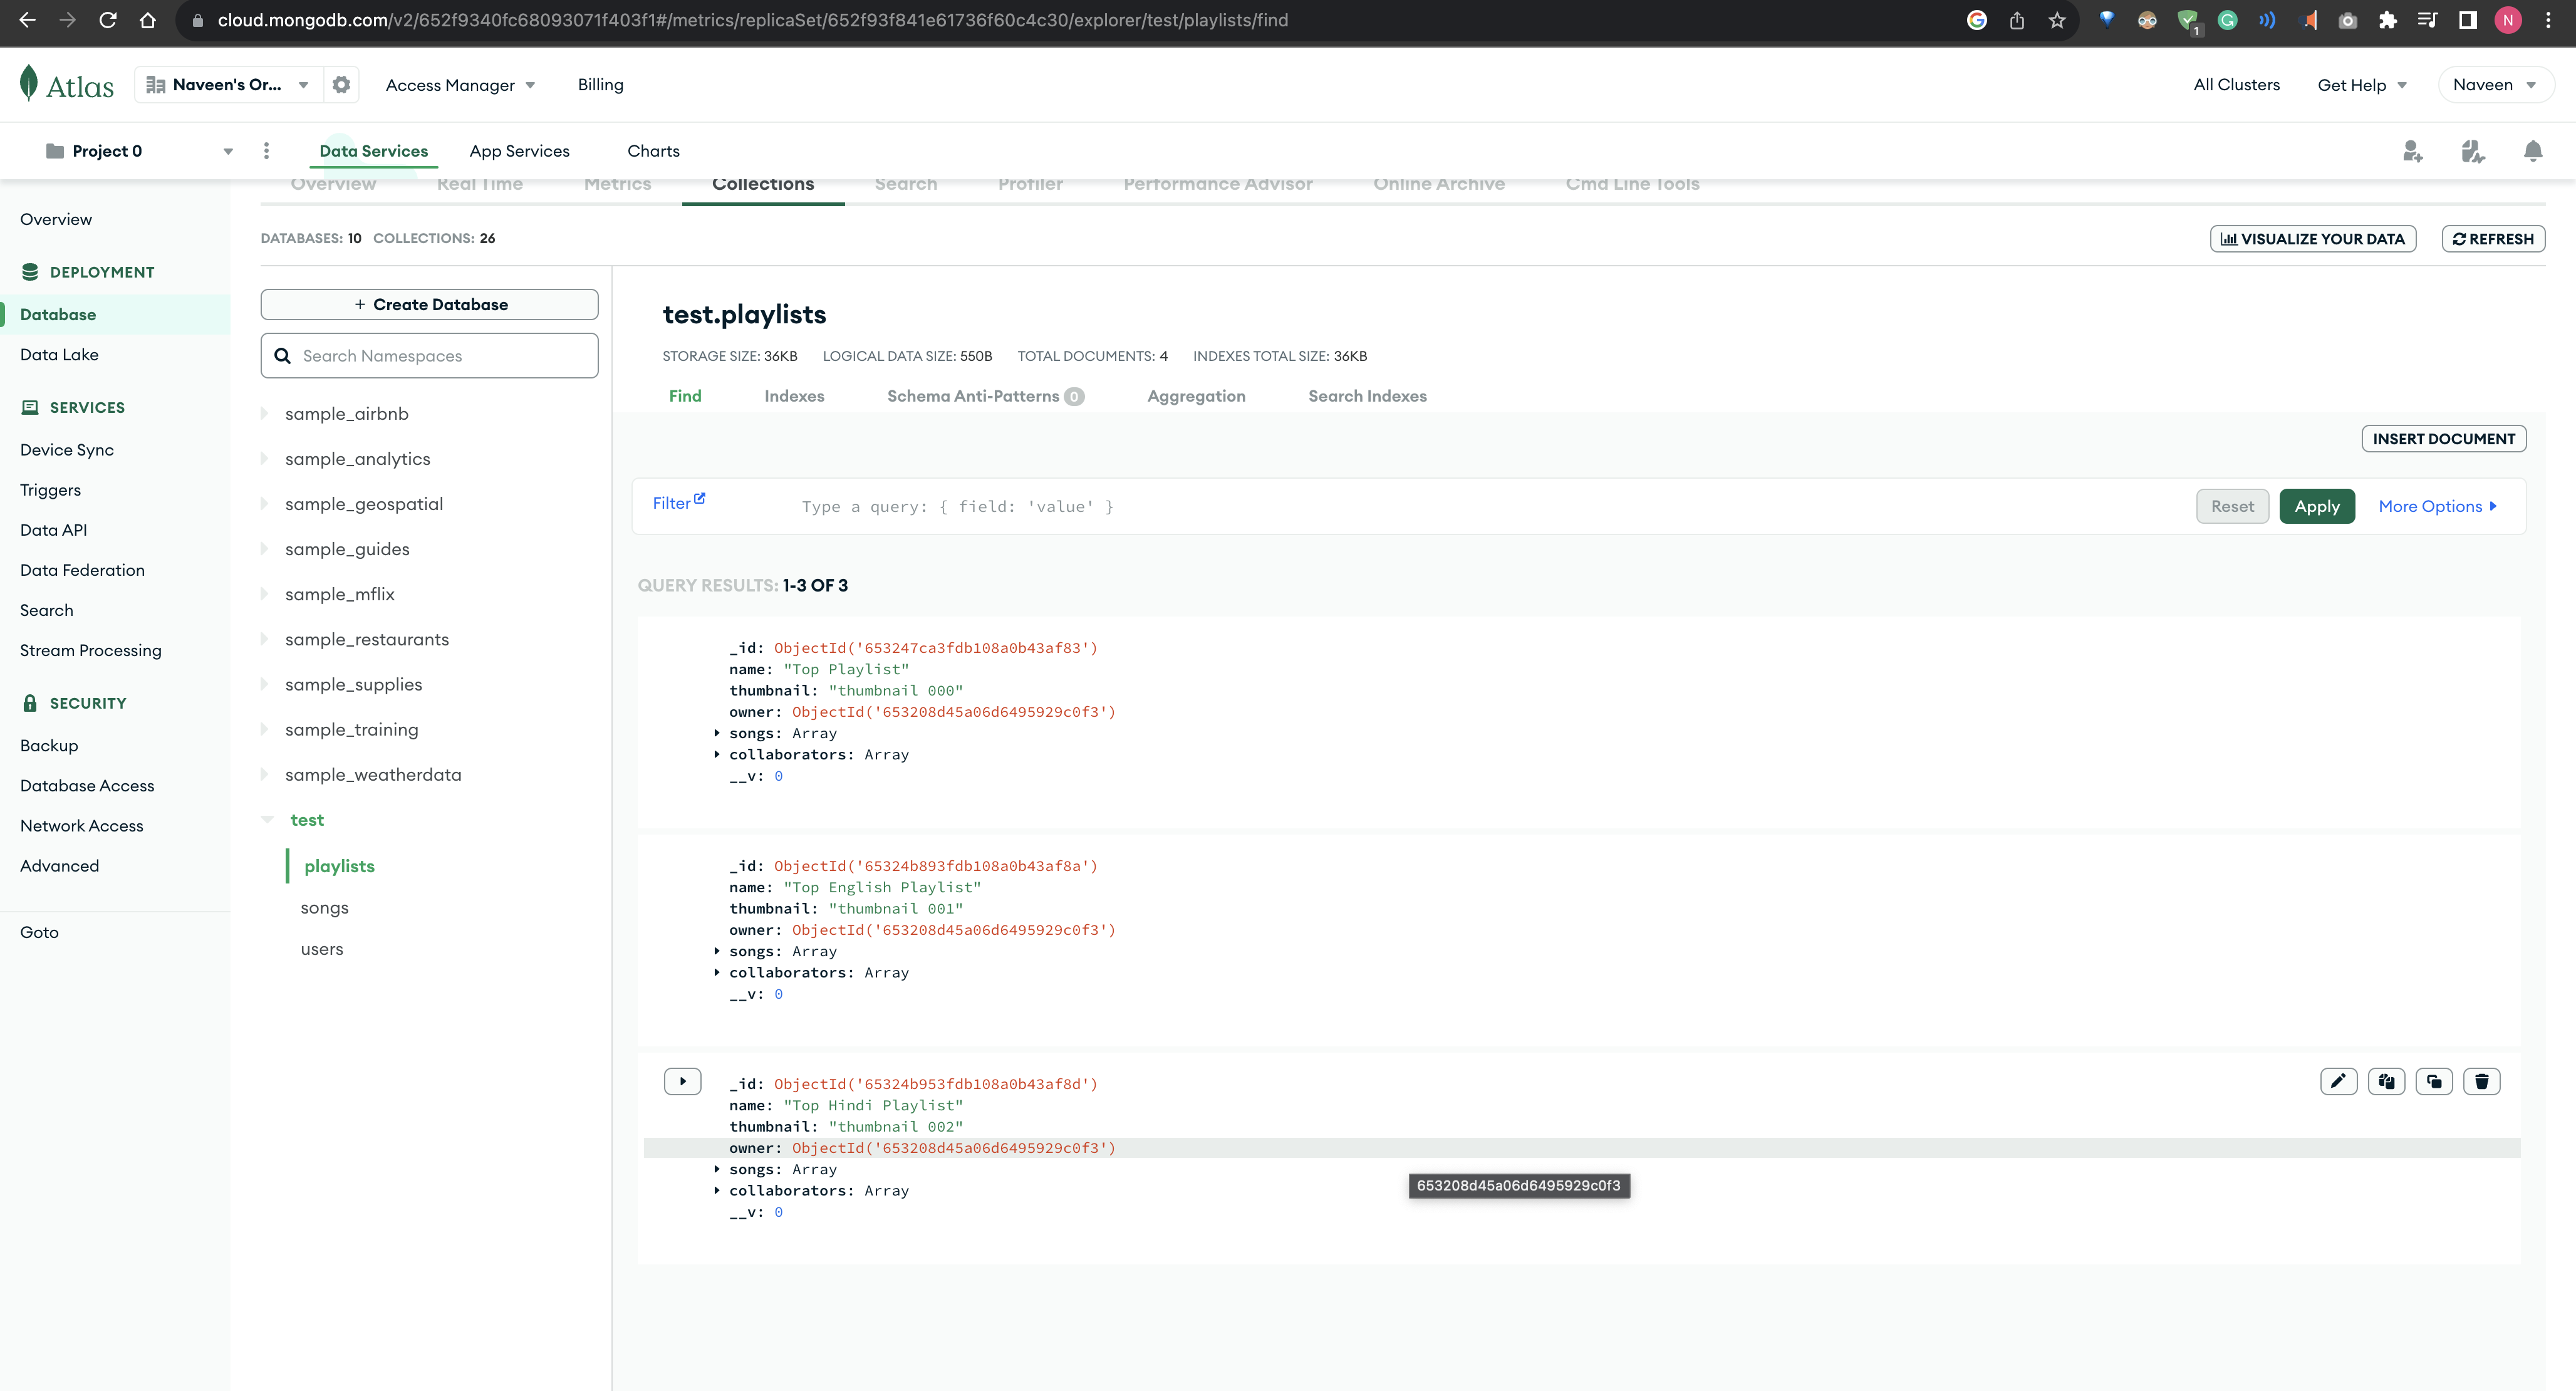 cloud.mongodb.com/v2/652f9340fc68093071f403f1#/metrics/replicaSet/652f93f841e61736f60c4c30/explorer/test/playlists/find
1
N
Atlas
Naveen's Or...
Access Manager
Billing
All Clusters
Get Help
Naveen
Project 0
Data Services
App Services
Charts
Overview
Real Time
Metrics
Collections
Search
Profiler
Performance Advisor
Online Archive
Cmd Line Tools
Overview
DEPLOYMENT
Database
Data Lake
SERVICES
Device Sync
Triggers
Data API
Data Federation
Search
Stream Processing
SECURITY
Backup
Database Access
Network Access
Advanced
Goto
DATABASES: 10 COLLECTIONS: 26
VISUALIZE YOUR DATA
REFRESH
+ Create Database
Search Namespaces
sample_airbnb
sample_analytics
sample_geospatial
sample_guides
sample_mflix
sample_restaurants
sample_supplies
sample_training
sample_weatherdata
test
playlists
songs
users
test.playlists
STORAGE SIZE: 36KB LOGICAL DATA SIZE: 550B TOTAL DOCUMENTS: 4 INDEXES TOTAL SIZE: 36KB
Find
Indexes
Schema Anti-Patterns 0
Aggregation
Search Indexes
INSERT DOCUMENT
Filter
Type a query: { field: 'value' }
Reset
Apply
More Options
QUERY RESULTS: 1-3 OF 3
_id: ObjectId('653247ca3fdb108a0b43af83')
name: "Top Playlist"
thumbnail: "thumbnail 000"
owner: ObjectId('653208d45a06d6495929c0f3')
songs: Array
collaborators: Array
__v: 0
_id: ObjectId('65324b893fdb108a0b43af8a')
name: "Top English Playlist"
thumbnail: "thumbnail 001"
owner: ObjectId('653208d45a06d6495929c0f3')
songs: Array
collaborators: Array
__v: 0
_id: ObjectId('65324b953fdb108a0b43af8d')
name: "Top Hindi Playlist"
thumbnail: "thumbnail 002"
owner: ObjectId('653208d45a06d6495929c0f3')
songs: Array
collaborators: Array
__v: 0
653208d45a06d6495929c0f3